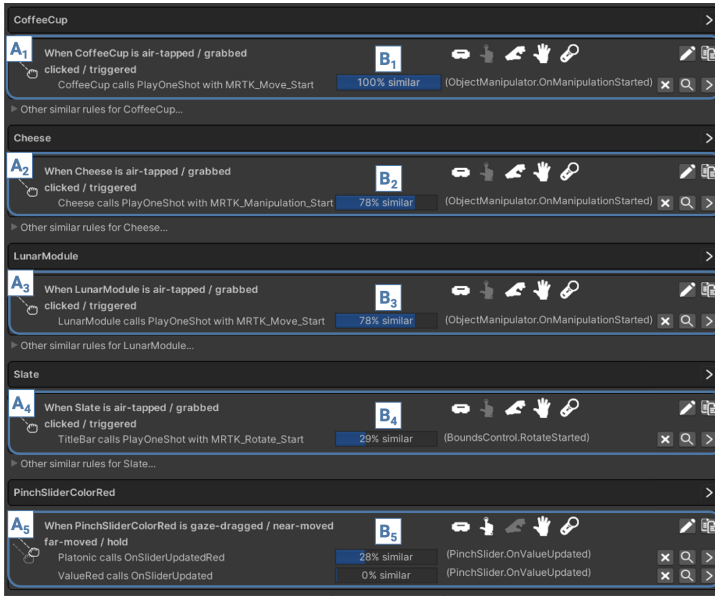 CoffeeCup
A1
When CoffeeCup is air-tapped / grabbed
clicked / triggered
B1
CoffeeCup calls PlayOneShot with MRTK_Move_Start 100% similar (ObjectManipulator.OnManipulationStarted)
Other similar rules for CoffeeCup...
Cheese
A2
When Cheese is air-tapped / grabbed
clicked / triggered
B2
Cheese calls PlayOneShot with MRTK_Manipulation_Start 78% similar (ObjectManipulator.OnManipulationStarted)
Other similar rules for Cheese...
LunarModule
A3
When LunarModule is air-tapped / grabbed
clicked / triggered
B3
LunarModule calls PlayOneShot with MRTK_Move_Start 78% similar (ObjectManipulator.OnManipulationStarted)
Other similar rules for LunarModule...
Slate
A4
When Slate is air-tapped / grabbed
clicked / triggered
B4
TitleBar calls PlayOneShot with MRTK_Rotate_Start 29% similar (BoundsControl.RotateStarted)
Other similar rules for Slate...
PinchSliderColorRed
A5
When PinchSliderColorRed is gaze-dragged / near-moved
far-moved / hold
B5
Platonic calls OnSliderUpdatedRed 28% similar (PinchSlider.OnValueUpdated)
ValueRed calls OnSliderUpdated 0% similar (PinchSlider.OnValueUpdated)